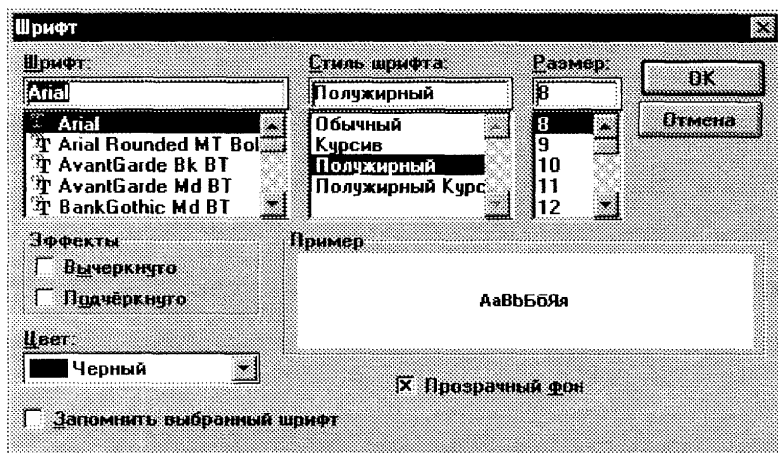 Шрифт
Шрифт:
Стиль шрифта:
Размер:
Arial
Полужирный
8
OK
Отмена
Arial
Arial Rounded MT Bol
AvantGarde Bk BT
AvantGarde Md BT
BankGothic Md BT
Обычный
Курсив
Полужирный
Полужирный Курс
8
9
10
11
12
Эффекты
Вычеркнуто
Подчёркнуто
Пример
АаВbБбЯя
Цвет:
Черный
Прозрачный фон
Запомнить выбранный шрифт